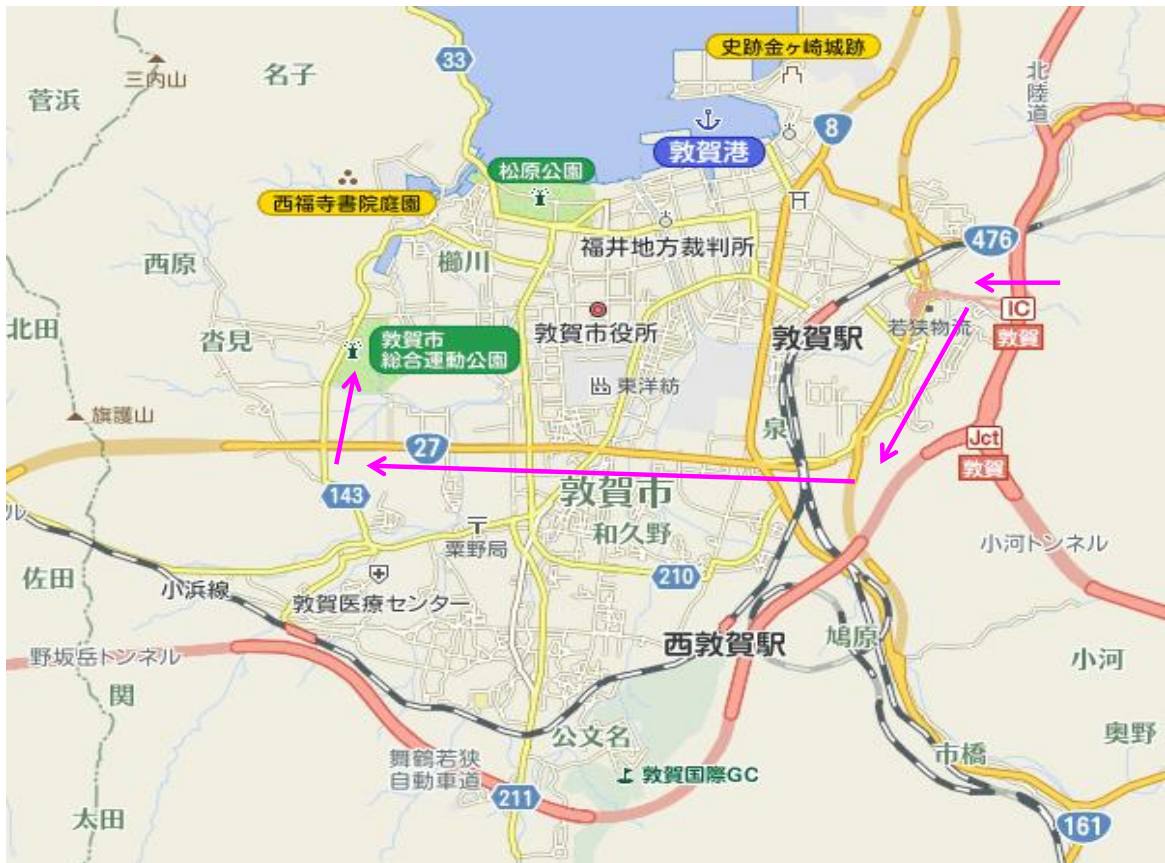 史跡金ヶ崎城跡
33
三内山
名子
北陸道
菅浜
8
敦賀港
松原公園
西福寺書院庭園
476
福井地方裁判所
櫛川
西原
IC
敦賀
若狭物流
敦賀市役所
敦賀駅
北田
沓見
敦賀市
総合運動公園
東洋紡
旗護山
泉
27
Jct
敦賀
敦賀市
143
ル
和久野
粟野局
小河トンネル
佐田
小浜線
210
敦賀医療センター
西敦賀駅
鳩原
野坂岳トンネル
小河
関
公文名
奥野
市橋
舞鶴若狭
自動車道
敦賀国際GC
211
太田
161